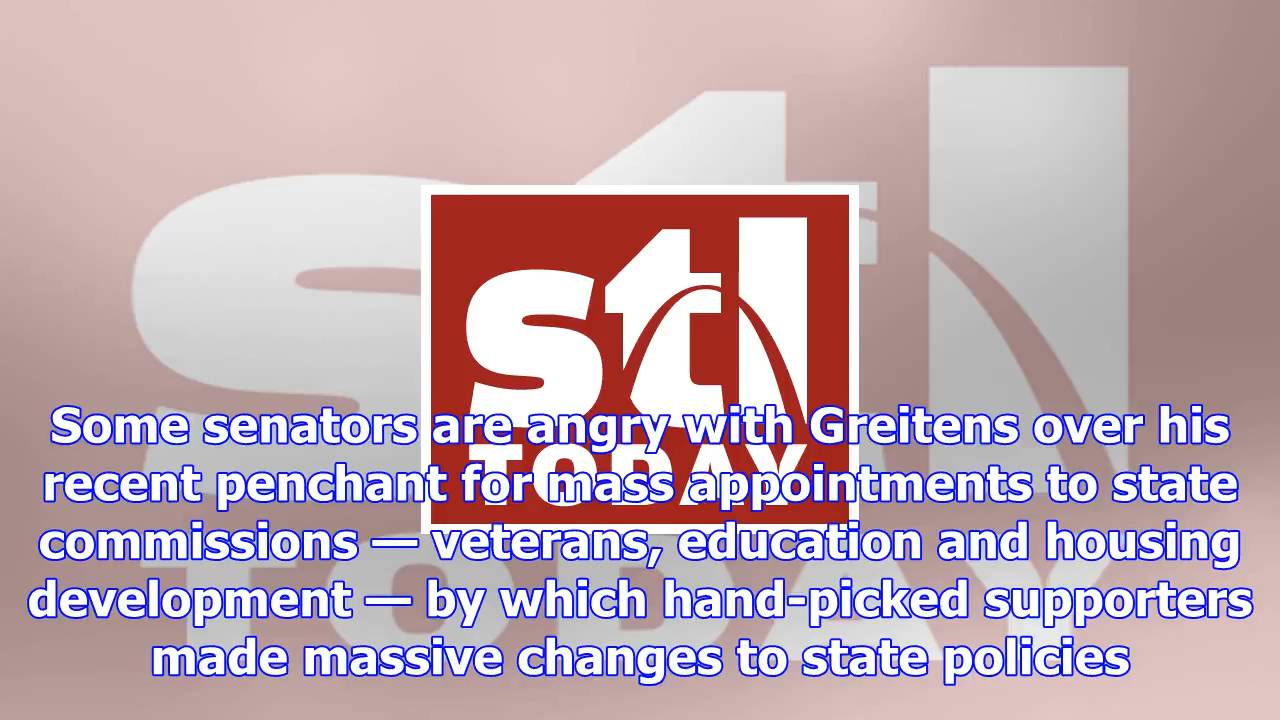 stl
TODAY
Some senators are angry with Greitens over his
recent penchant for mass appointments to state
commissions — veterans, education and housing
development — by which hand-picked supporters
made massive changes to state policies